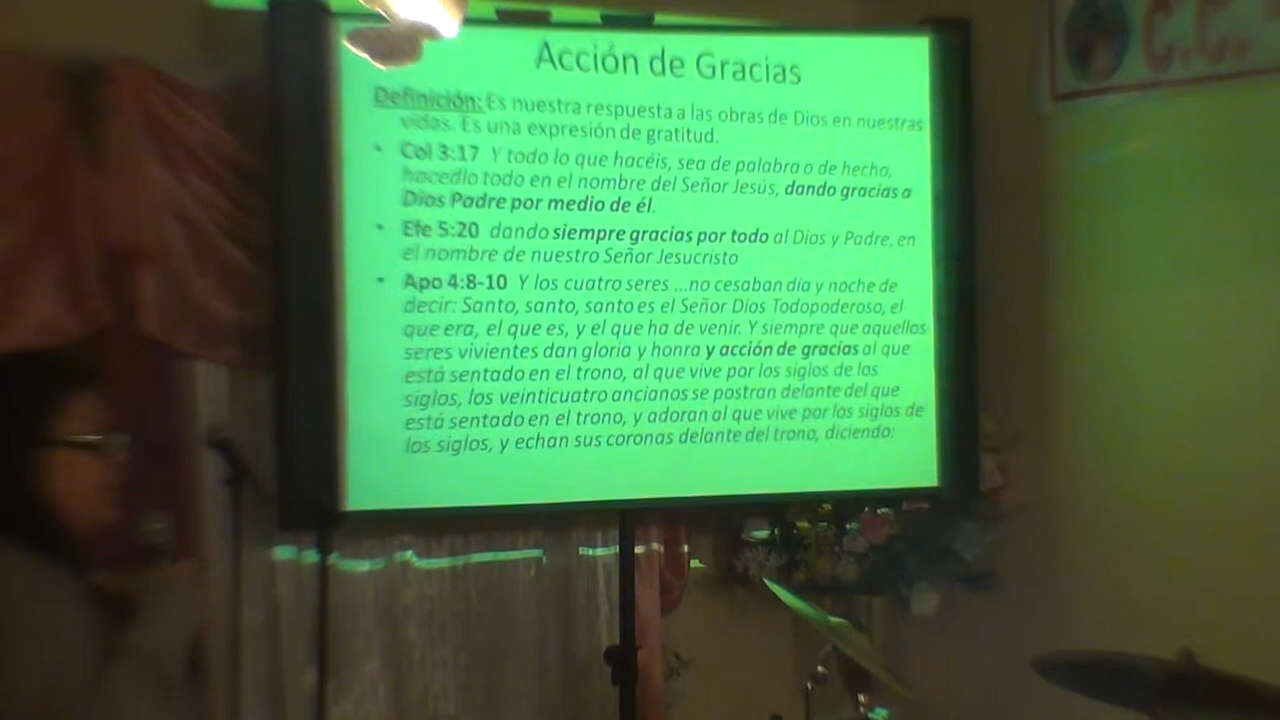 Acción de Gracias
Definición: Es nuestra respuesta a las obras de Dios en nuestras
vidas. Es una expresión de gratitud.
• Col 3:17 Y todo lo que hacéis, sea de palabra o de hecho,
hacedlo todo en el nombre del Señor Jesús, dando gracias a
Dios Padre por medio de él.
• Efe 5:20 dando siempre gracias por todo al Dios y Padre, en
el nombre de nuestro Señor Jesucristo
• Apo 4:8-10 Y los cuatro seres ...no cesaban día y noche de
decir: Santo, santo, santo es el Señor Dios Todopoderoso, el
que era, el que es, y el que ha de venir. Y siempre que aquellos
seres vivientes dan gloria y honra y acción de gracias al que
está sentado en el trono, al que vive por los siglos de los
siglos, los veinticuatro ancianos se postran delante del que
está sentado en el trono, y adoran al que vive por los siglos de
los siglos, y echan sus coronas delante del trono, diciendo:
C.C.